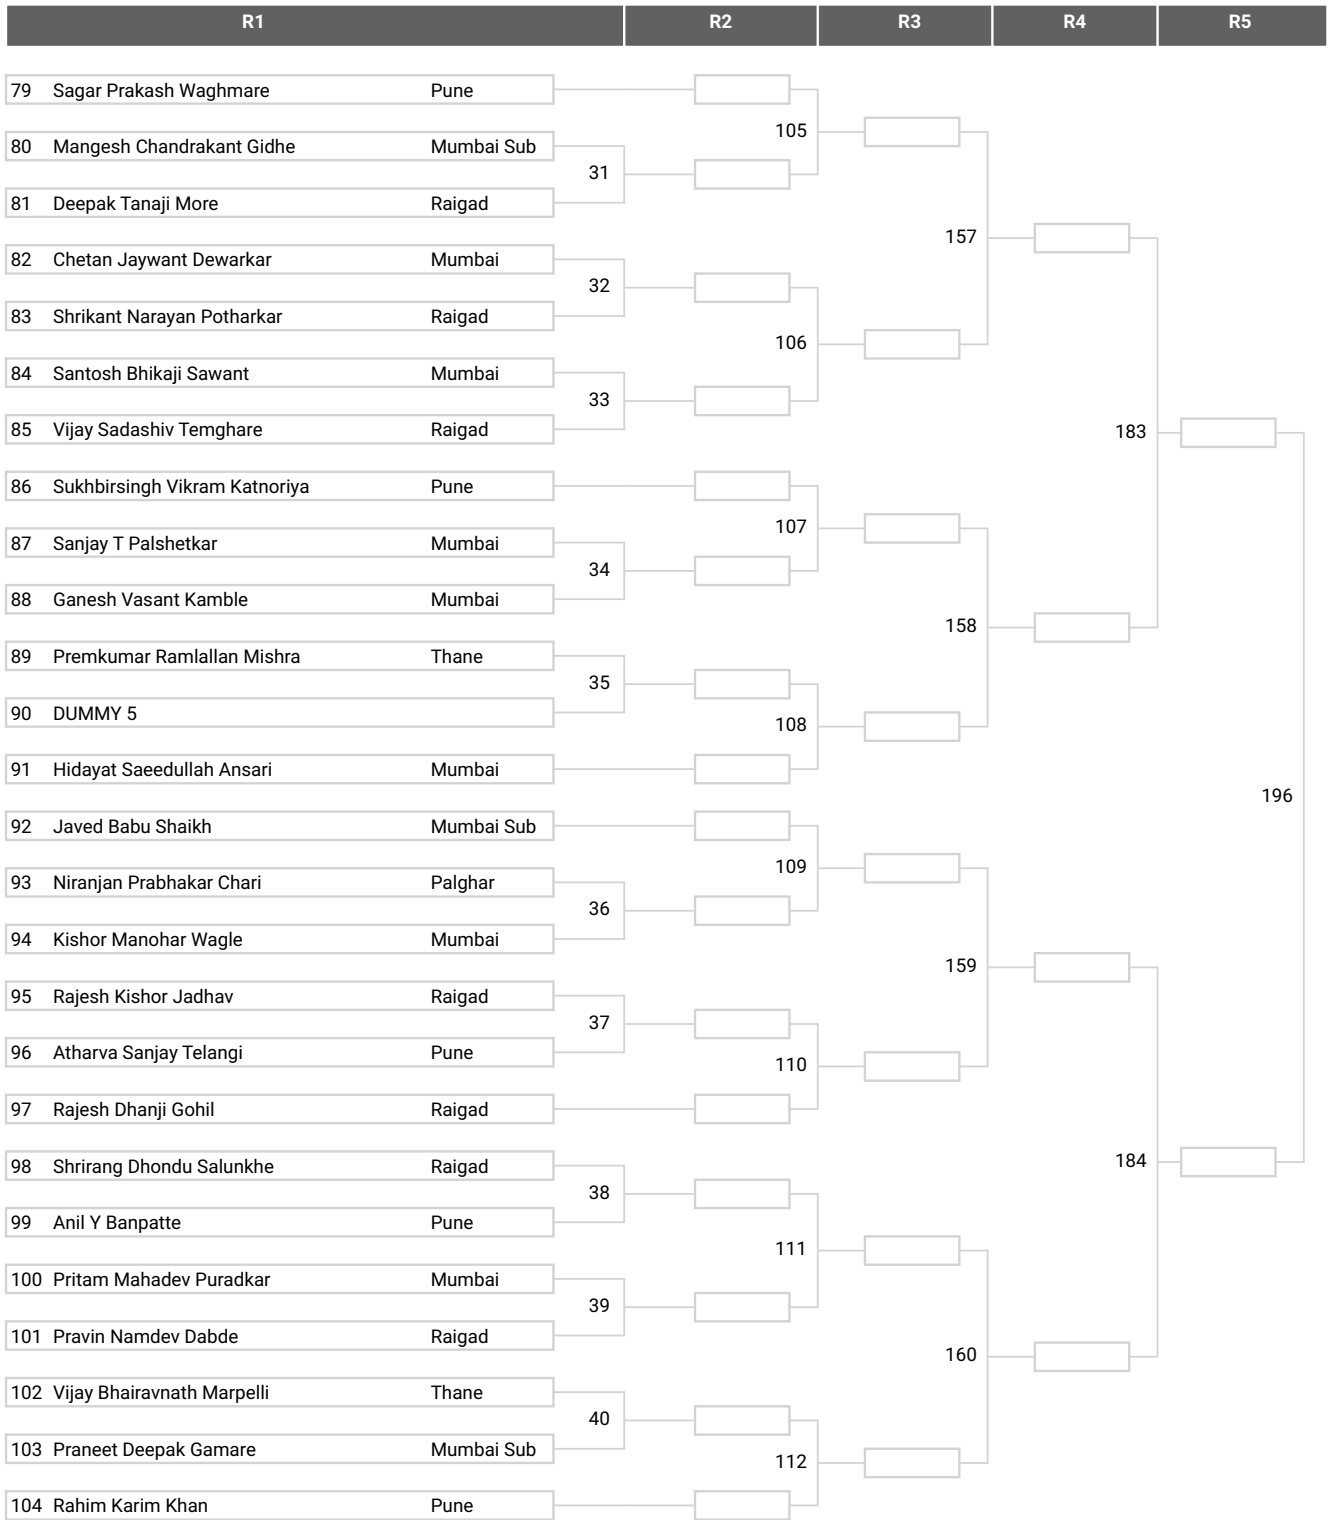 R1 R2 R3 R4 R5
79 Sagar Prakash Waghmare Pune
105
80 Mangesh Chandrakant Gidhe Mumbai Sub
31
81 Deepak Tanaji More Raigad
157
82 Chetan Jaywant Dewarkar Mumbai
32
83 Shrikant Narayan Potharkar Raigad
106
84 Santosh Bhikaji Sawant Mumbai
33
85 Vijay Sadashiv Temghare Raigad
183
86 Sukhbirsingh Vikram Katnoriya Pune
107
87 Sanjay T Palshetkar Mumbai
34
88 Ganesh Vasant Kamble Mumbai
158
89 Premkumar Ramlallan Mishra Thane
35
90 DUMMY 5
108
91 Hidayat Saeedullah Ansari Mumbai
196
92 Javed Babu Shaikh Mumbai Sub
109
93 Niranjan Prabhakar Chari Palghar
36
94 Kishor Manohar Wagle Mumbai
159
95 Rajesh Kishor Jadhav Raigad
37
96 Atharva Sanjay Telangi Pune
110
97 Rajesh Dhanji Gohil Raigad
184
98 Shrirang Dhondu Salunkhe Raigad
38
99 Anil Y Banpatte Pune
111
100 Pritam Mahadev Puradkar Mumbai
39
101 Pravin Namdev Dabde Raigad
160
102 Vijay Bhairavnath Marpelli Thane
40
103 Praneet Deepak Gamare Mumbai Sub
112
104 Rahim Karim Khan Pune